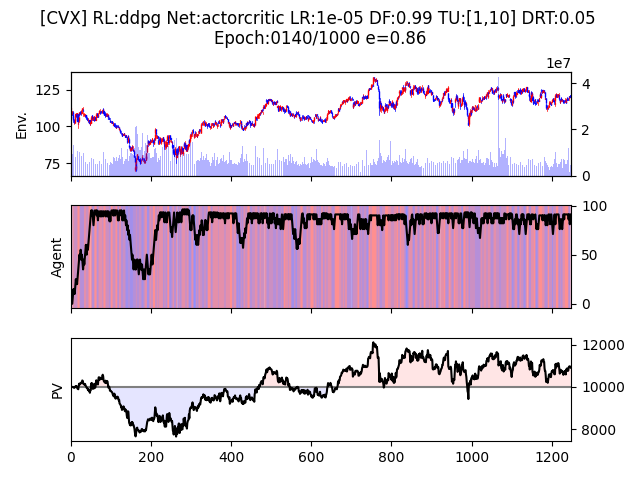 [CVX] RL:ddpg Net:actorcritic LR:1e-05 DF:0.99 TU:[1,10] DRT:0.05
Epoch:0140/1000 e=0.86
1e7
125
100
75
Env.
4
2
0
Agent
100
50
0
PV
12000
10000
8000
0 200 400 600 800 1000 1200